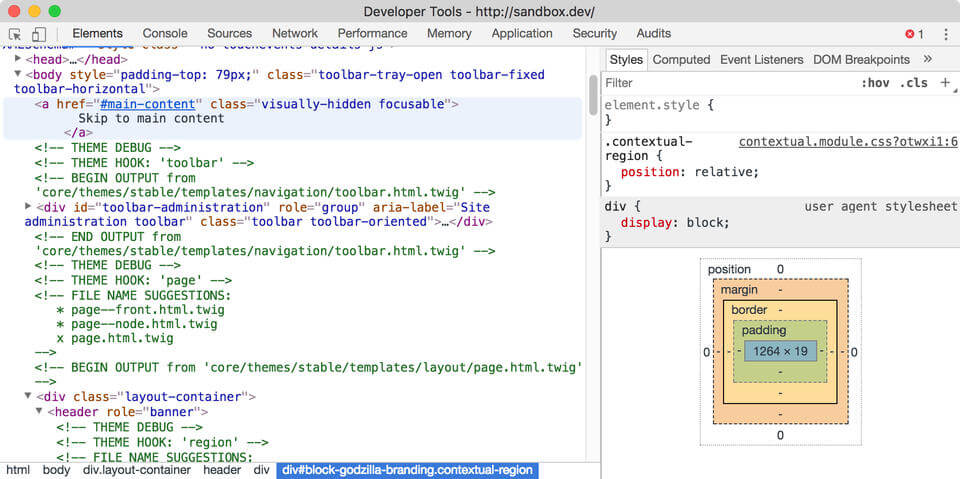 Developer Tools - http://sandbox.dev/
Elements Console Sources Network Performance Memory Application Security Audits 1
▶<head>…</head>
▼<body style="padding-top: 79px;" class="toolbar-tray-open toolbar-fixed
toolbar-horizontal">
<a href="#main-content" class="visually-hidden focusable">
Skip to main content
</a>
<!-- THEME DEBUG -->
<!-- THEME HOOK: 'toolbar' -->
<!-- BEGIN OUTPUT from
'core/themes/stable/templates/navigation/toolbar.html.twig' -->
▶<div id="toolbar-administration" role="group" aria-label="Site
administration toolbar" class="toolbar toolbar-oriented">…</div>
<!-- END OUTPUT from
'core/themes/stable/templates/navigation/toolbar.html.twig' -->
<!-- THEME DEBUG -->
<!-- THEME HOOK: 'page' -->
<!-- FILE NAME SUGGESTIONS:
* page--front.html.twig
* page--node.html.twig
x page.html.twig
-->
<!-- BEGIN OUTPUT from 'core/themes/stable/templates/layout/page.html.twig'
-->
▼<div class="layout-container">
▼<header role="banner">
<!-- THEME DEBUG -->
<!-- THEME HOOK: 'region' -->
<!-- FILE NAME SUGGESTIONS:
html body div.layout-container header div div#block-godzilla-branding.contextual-region
Styles Computed Event Listeners DOM Breakpoints »
Filter :hov .cls +
element.style {
}
.contextual-region { contextual.module.css?otwxi1:6
position: relative;
}
div { user agent stylesheet
display: block;
}
position 0
margin -
border -
padding
0 - - - 1264 × 19 - - - 0
-
-
-
0